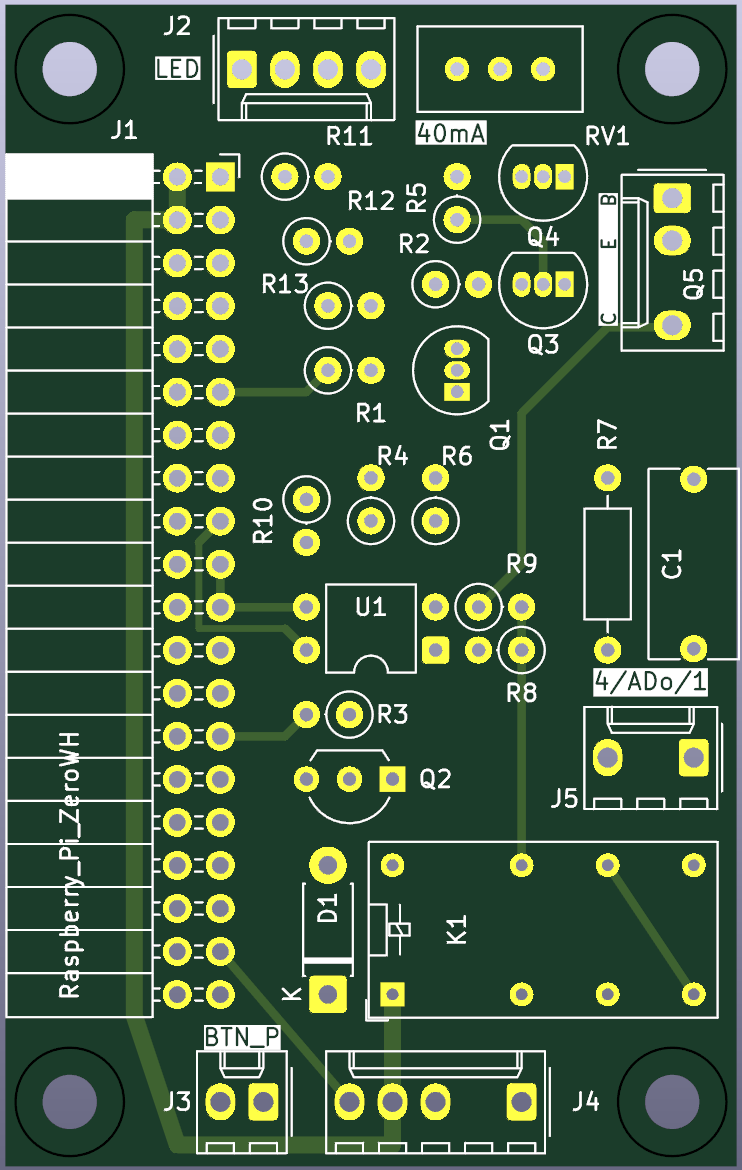 J2
LED
J1
R11
40mA
RV1
R12
R5
Q4
B
E
C
Q5
R2
R13
Q3
R1
Q1
R7
R4
R6
R10
R9
C1
U1
R8
4/ADo/1
R3
Q2
J5
Raspberry_Pi_ZeroWH
D1
K1
K
BTN_P
J3
J4